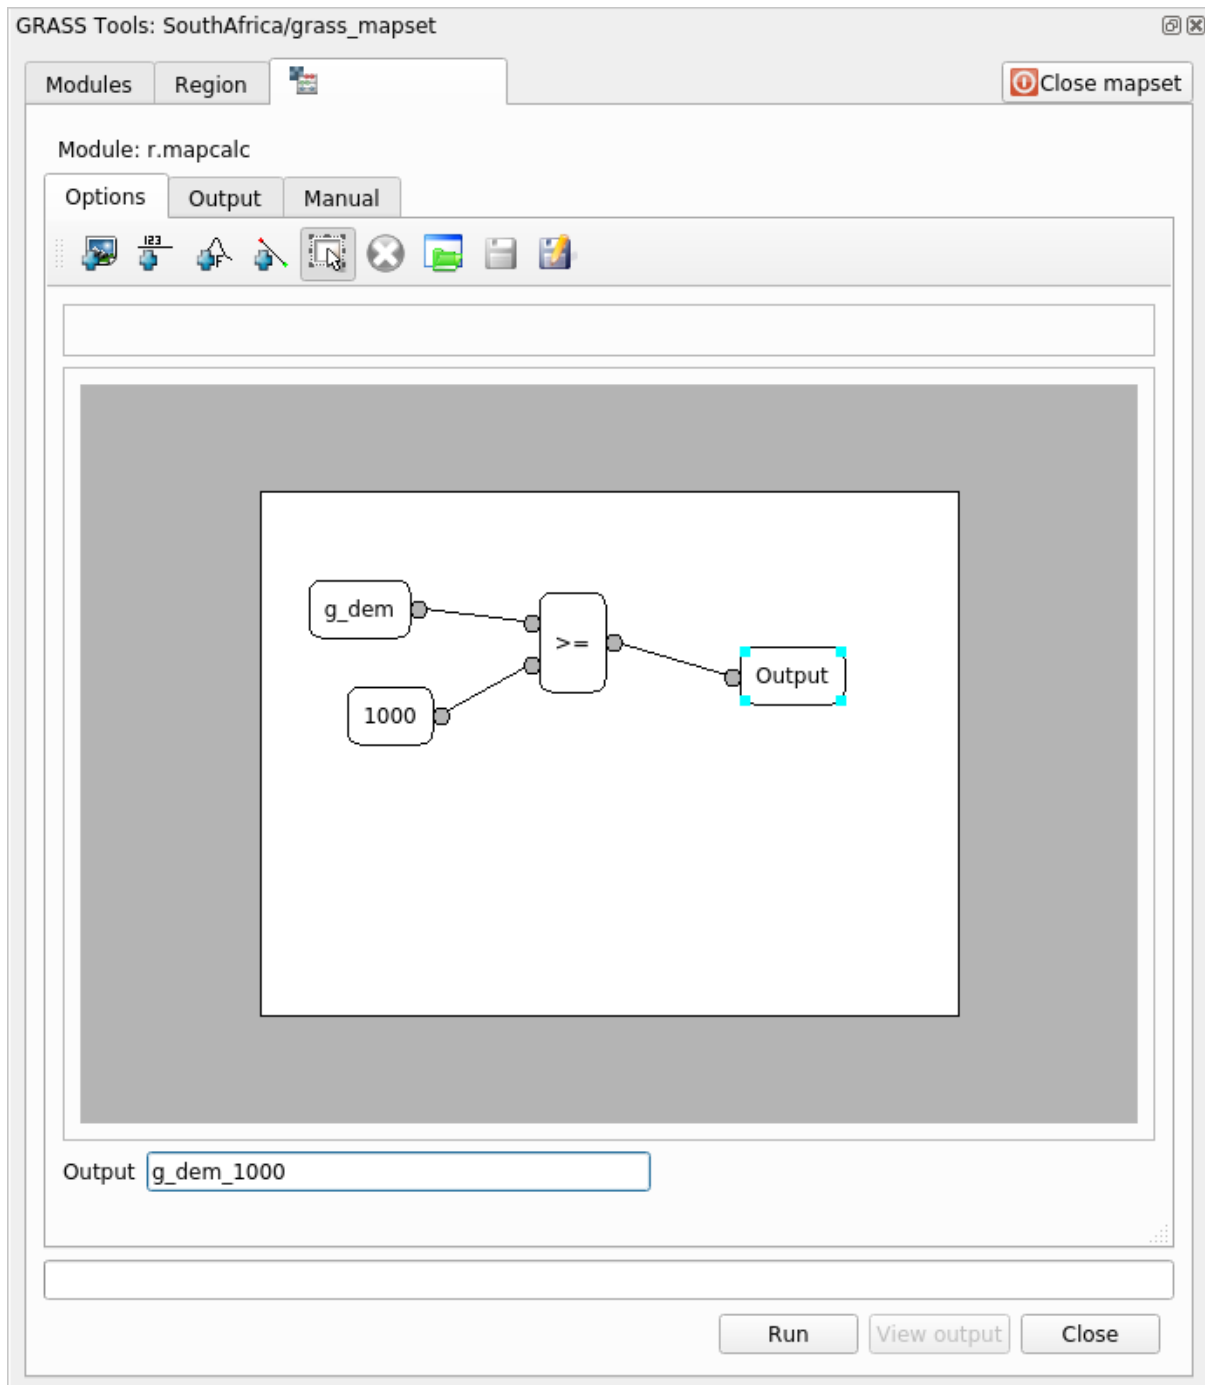 GRASS Tools: SouthAfrica/grass_mapset
Modules Region Close mapset
Module: r.mapcalc
Options Output Manual
123 F
g_dem
>=
Output
1000
Output g_dem_1000
Run View output Close